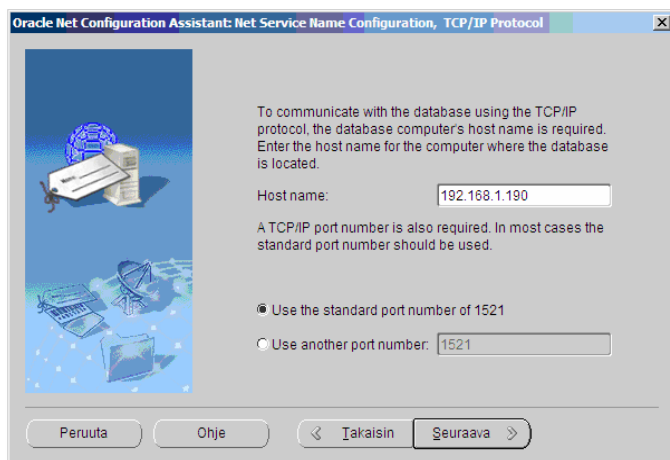 Oracle Net Configuration Assistant: Net Service Name Configuration, TCP/IP Protocol
To communicate with the database using the TCP/IP
protocol, the database computer's host name is required.
Enter the host name for the computer where the database
is located.
Host name: 192.168.1.190
A TCP/IP port number is also required. In most cases the
standard port number should be used.
Use the standard port number of 1521
Use another port number: 1521
Peruuta Ohje Takaisin Seuraava